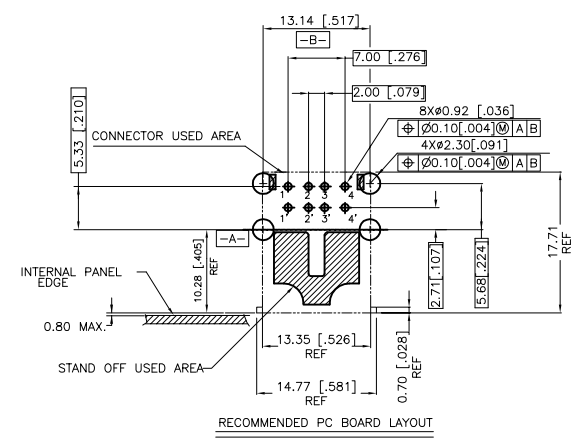 13.14 [.517]
-B-
7.00 [.276]
2.00 [.079]
8XØ0.92 [.036]
⌖ Ø0.10[.004]Ⓜ A B
4XØ2.30[.091]
⌖ Ø0.10[.004]Ⓜ A B
5.33 [.210]
CONNECTOR USED AREA
1 2 3 4
1' 2' 3' 4'
-A-
10.28 [.405]
REF
2.71[.107]
5.68[.224]
17.71
REF
INTERNAL PANEL
EDGE
0.80 MAX.
0.70 [.028]
REF
13.35 [.526]
REF
STAND OFF USED AREA
14.77 [.581]
REF
RECOMMENDED PC BOARD LAYOUT